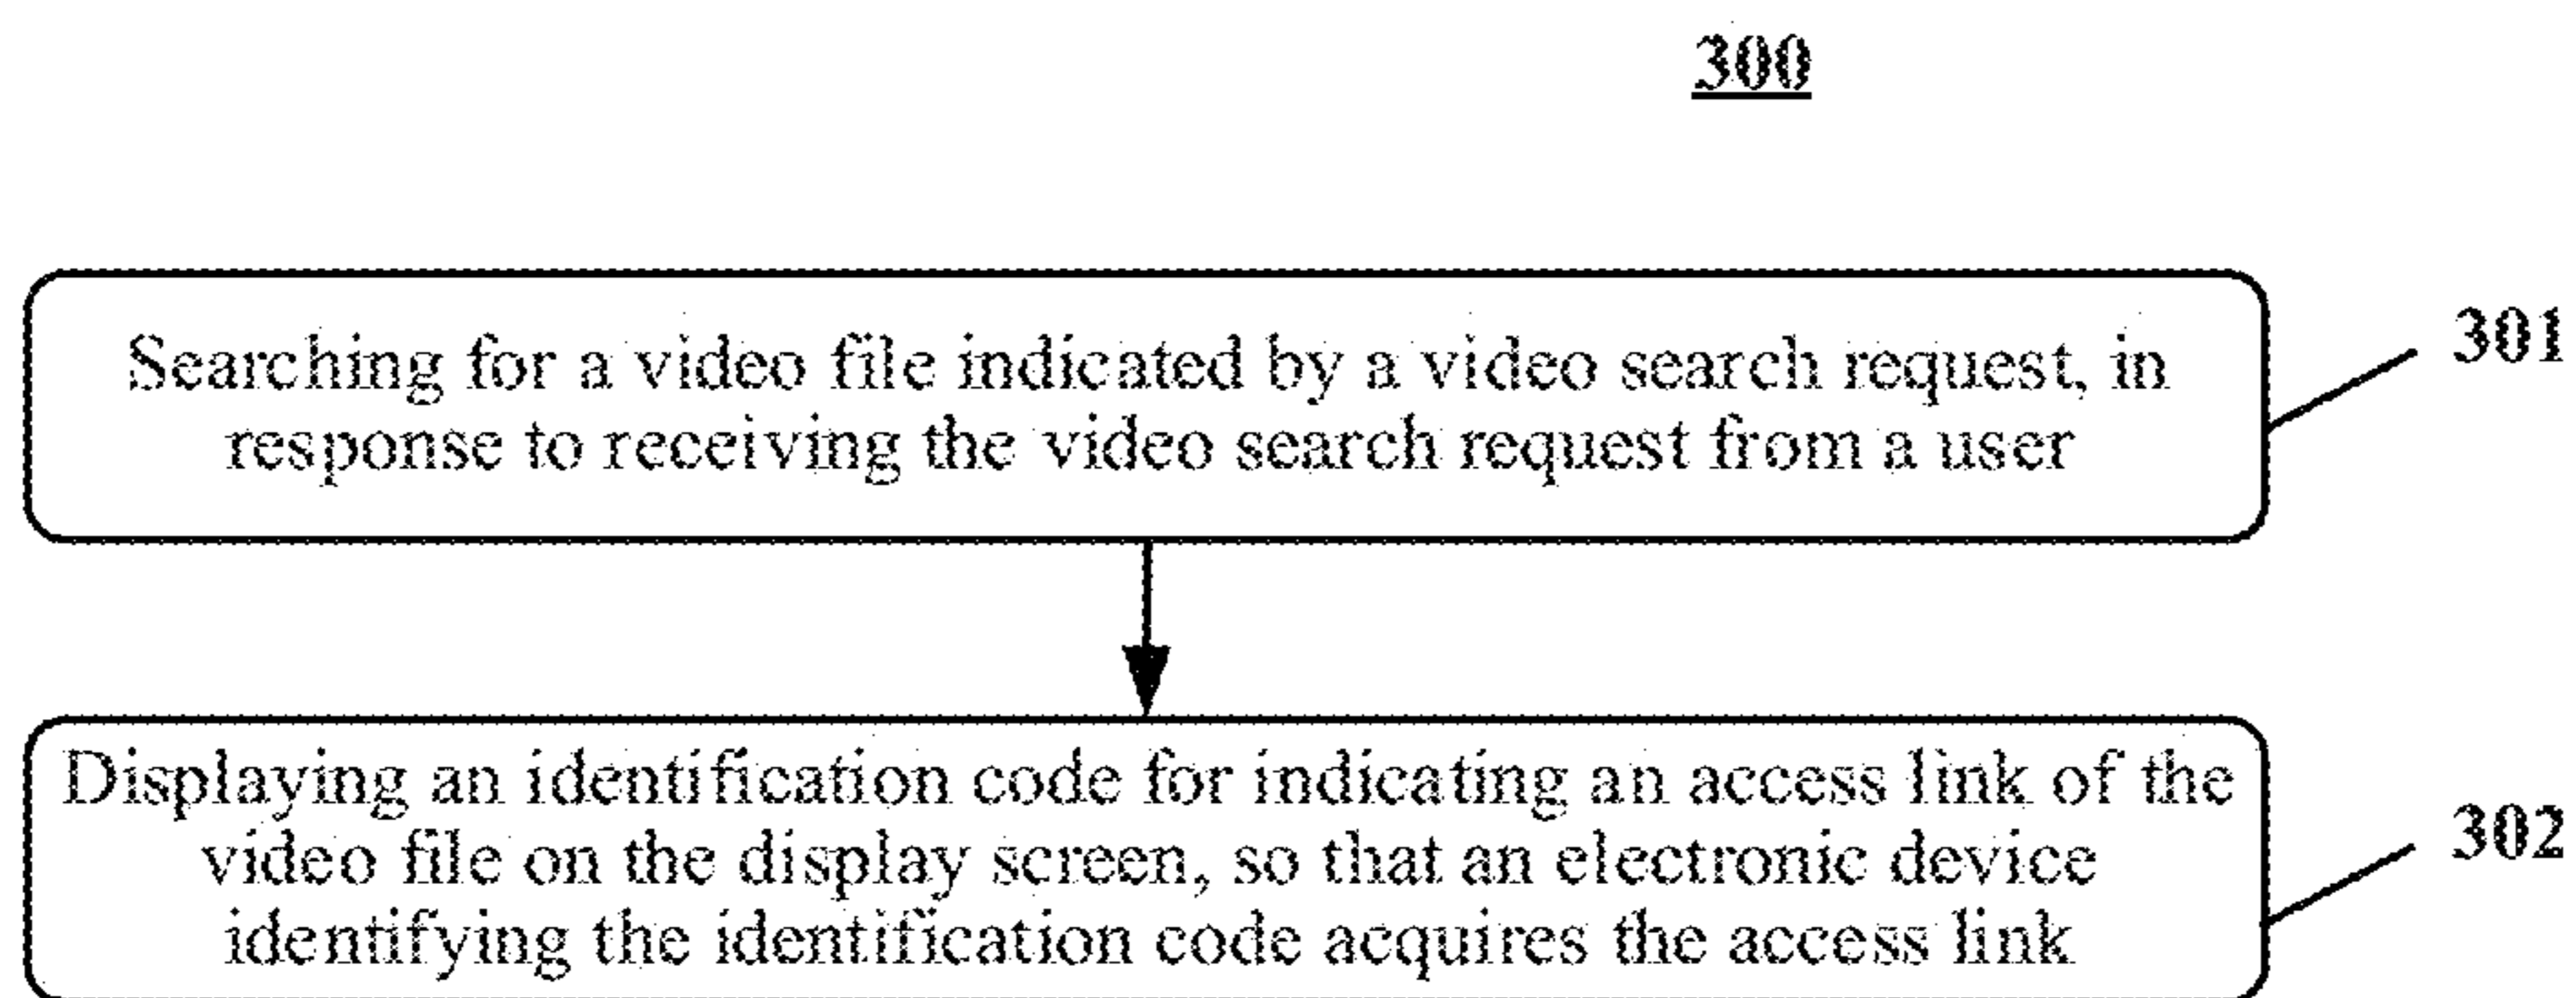 300
Searching for a video file indicated by a video search request, in
response to receiving the video search request from a user
301
Displaying an identification code for indicating an access link of the
video file on the display screen, so that an electronic device
identifying the identification code acquires the access link
302